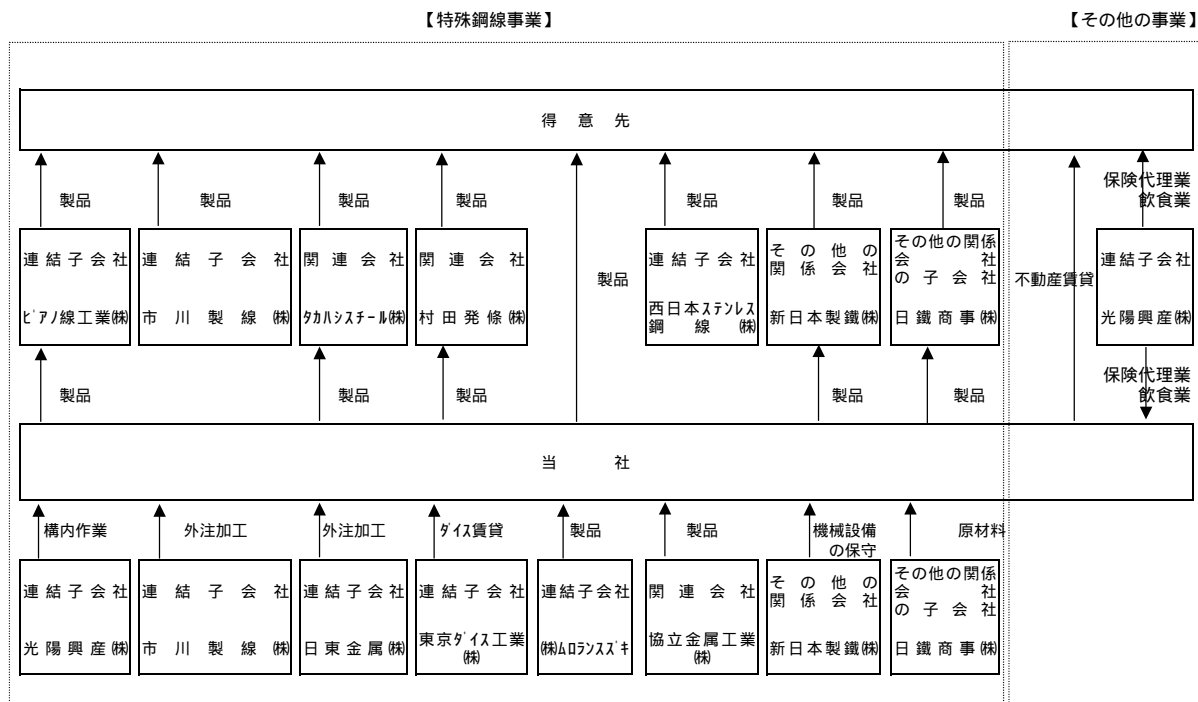 【特殊鋼線事業】
【その他の事業】
得意先
保険代理業
飲食業
製品
製品
製品
製品
製品
製品
製品
連結子会社
ピアノ線工業㈱
連結子会社
市川製線㈱
関連会社
タカハシスチール㈱
関連会社
村田発條㈱
製品
連結子会社
西日本ステンレス
鋼線㈱
その他の
関係会社
新日本製鐵㈱
その他の関係
会社
の子会社
日鐵商事㈱
不動産賃貸
連結子会社
光陽興産㈱
保険代理業
飲食業
製品
製品
製品
製品
製品
当社
構内作業
外注加工
外注加工
ダイス賃貸
製品
製品
機械設備
の保守
原材料
連結子会社
光陽興産㈱
連結子会社
市川製線㈱
連結子会社
日東金属㈱
連結子会社
東京ダイス工業
㈱
連結子会社
㈱ムロランスズキ
関連会社
協立金属工業
㈱
その他の
関係会社
新日本製鐵㈱
その他の関係
会社
の子会社
日鐵商事㈱